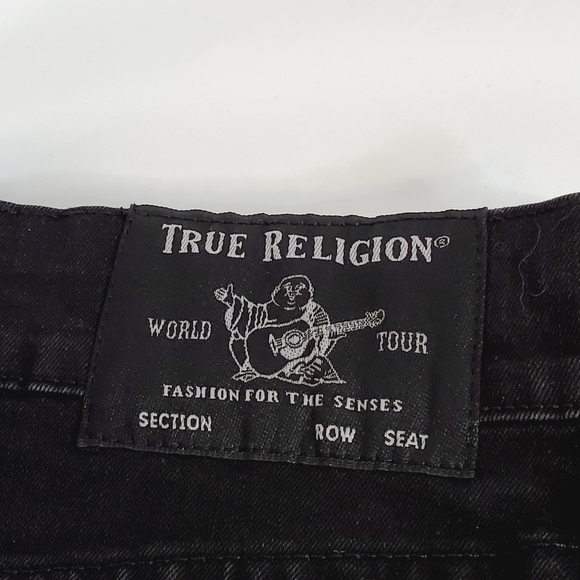 TRUE RELIGION®
WORLD TOUR
FASHION FOR THE SENSES
SECTION ROW SEAT